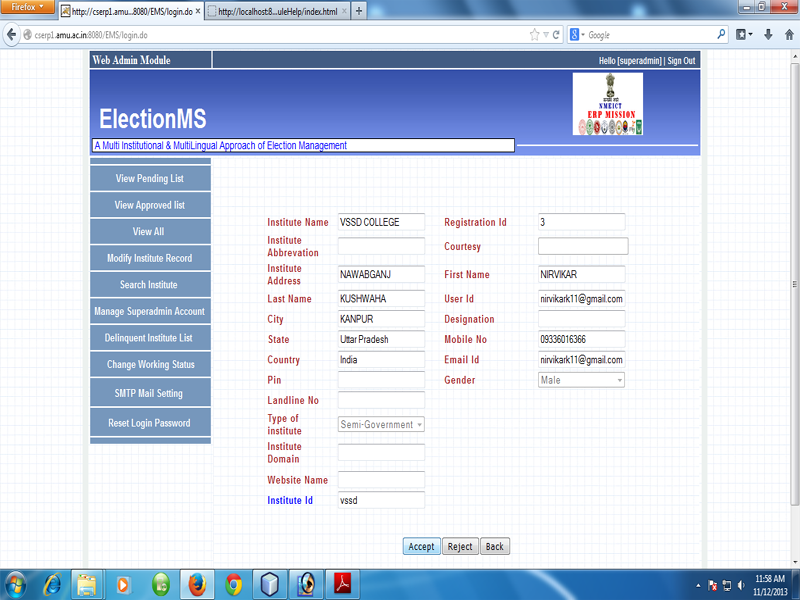 Firefox
http://cserp1.amu...8080/EMS/login.do
http://localhost:8...uleHelp/index.html
cserp1.amu.ac.in:8080/EMS/login.do
Google
Web Admin Module
Hello [superadmin] | Sign Out
ElectionMS
NMEICT
ERP MISSION
A Multi Institutional & MultiLingual Approach of Election Management
View Pending List
View Approved list
View All
Modify Institute Record
Search Institute
Manage Superadmin Account
Delinquent Institute List
Change Working Status
SMTP Mail Setting
Reset Login Password
Institute Name VSSD COLLEGE Registration Id 3
Institute
Abbrevation
Courtesy
Institute
Address
NAWABGANJ First Name NIRVIKAR
Last Name KUSHWAHA User Id nirvikark11@gmail.com
City KANPUR Designation
State Uttar Pradesh Mobile No 09336016366
Country India Email Id nirvikark11@gmail.com
Pin Gender Male
Landline No
Type of
institute
Semi-Government
Institute
Domain
Website Name
Institute Id vssd
Accept Reject Back
11:58 AM
11/12/2013